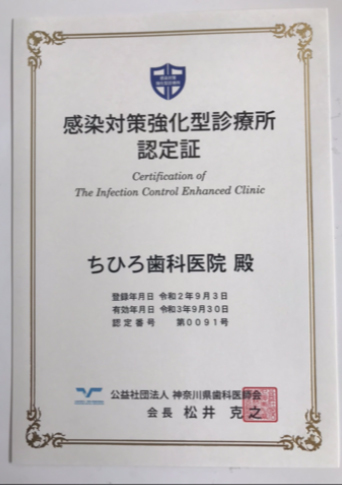 感染対策強化型診療所
認定証
Certification of
The Infection Control Enhanced Clinic
ちひろ歯科医院 殿
登録年月日 令和2年9月3日
有効年月日 令和3年9月30日
認定番号 第0091号
公益社団法人 神奈川県歯科医師会
会長 松井 克之